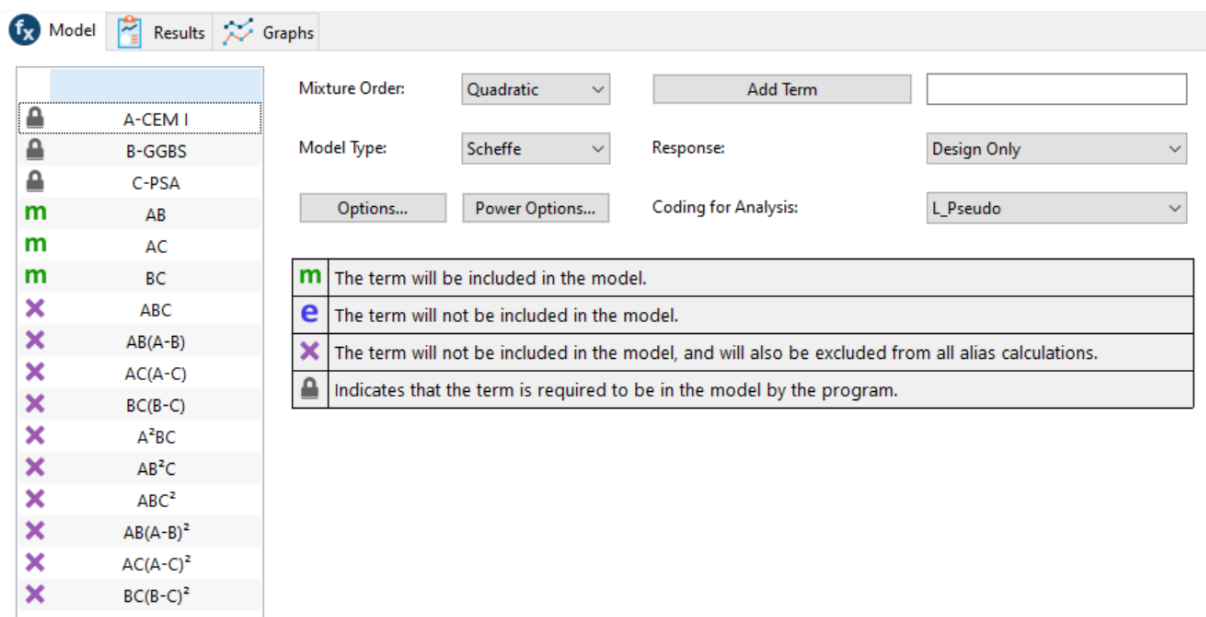 fx Model Results Graphs
Mixture Order: Quadratic Add Term
A-CEM I
B-GGBS
Model Type: Scheffe Response: Design Only
C-PSA
m AB
Options... Power Options... Coding for Analysis: L_Pseudo
m AC
m BC
m The term will be included in the model.
ABC
e The term will not be included in the model.
AB(A-B)
The term will not be included in the model, and will also be excluded from all alias calculations.
AC(A-C)
Indicates that the term is required to be in the model by the program.
BC(B-C)
A²BC
AB²C
ABC²
AB(A-B)²
AC(A-C)²
BC(B-C)²